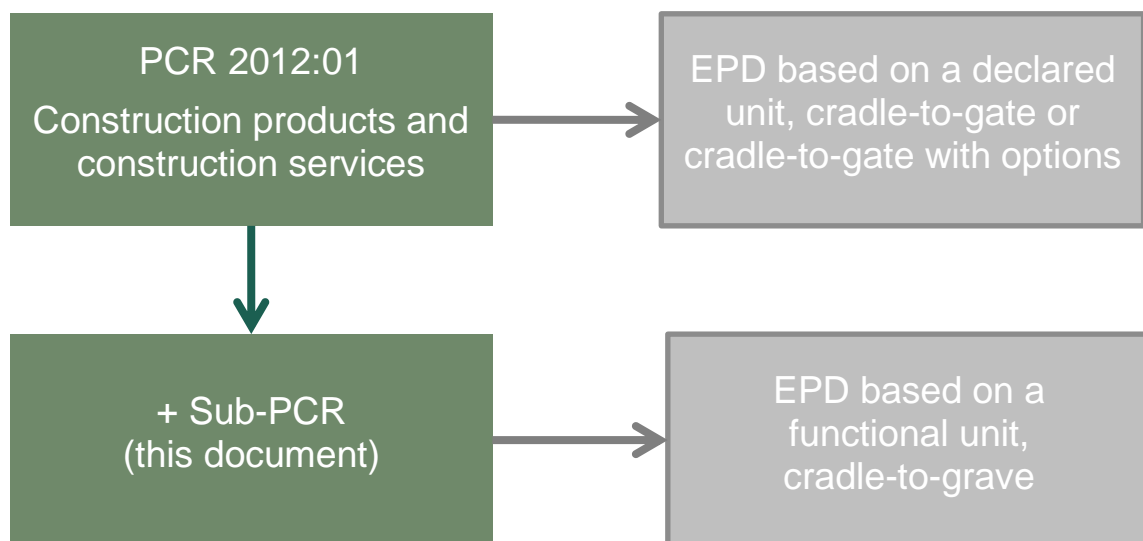 PCR 2012:01
Construction products and
construction services
EPD based on a declared
unit, cradle-to-gate or
cradle-to-gate with options
+ Sub-PCR
(this document)
EPD based on a
functional unit,
cradle-to-grave